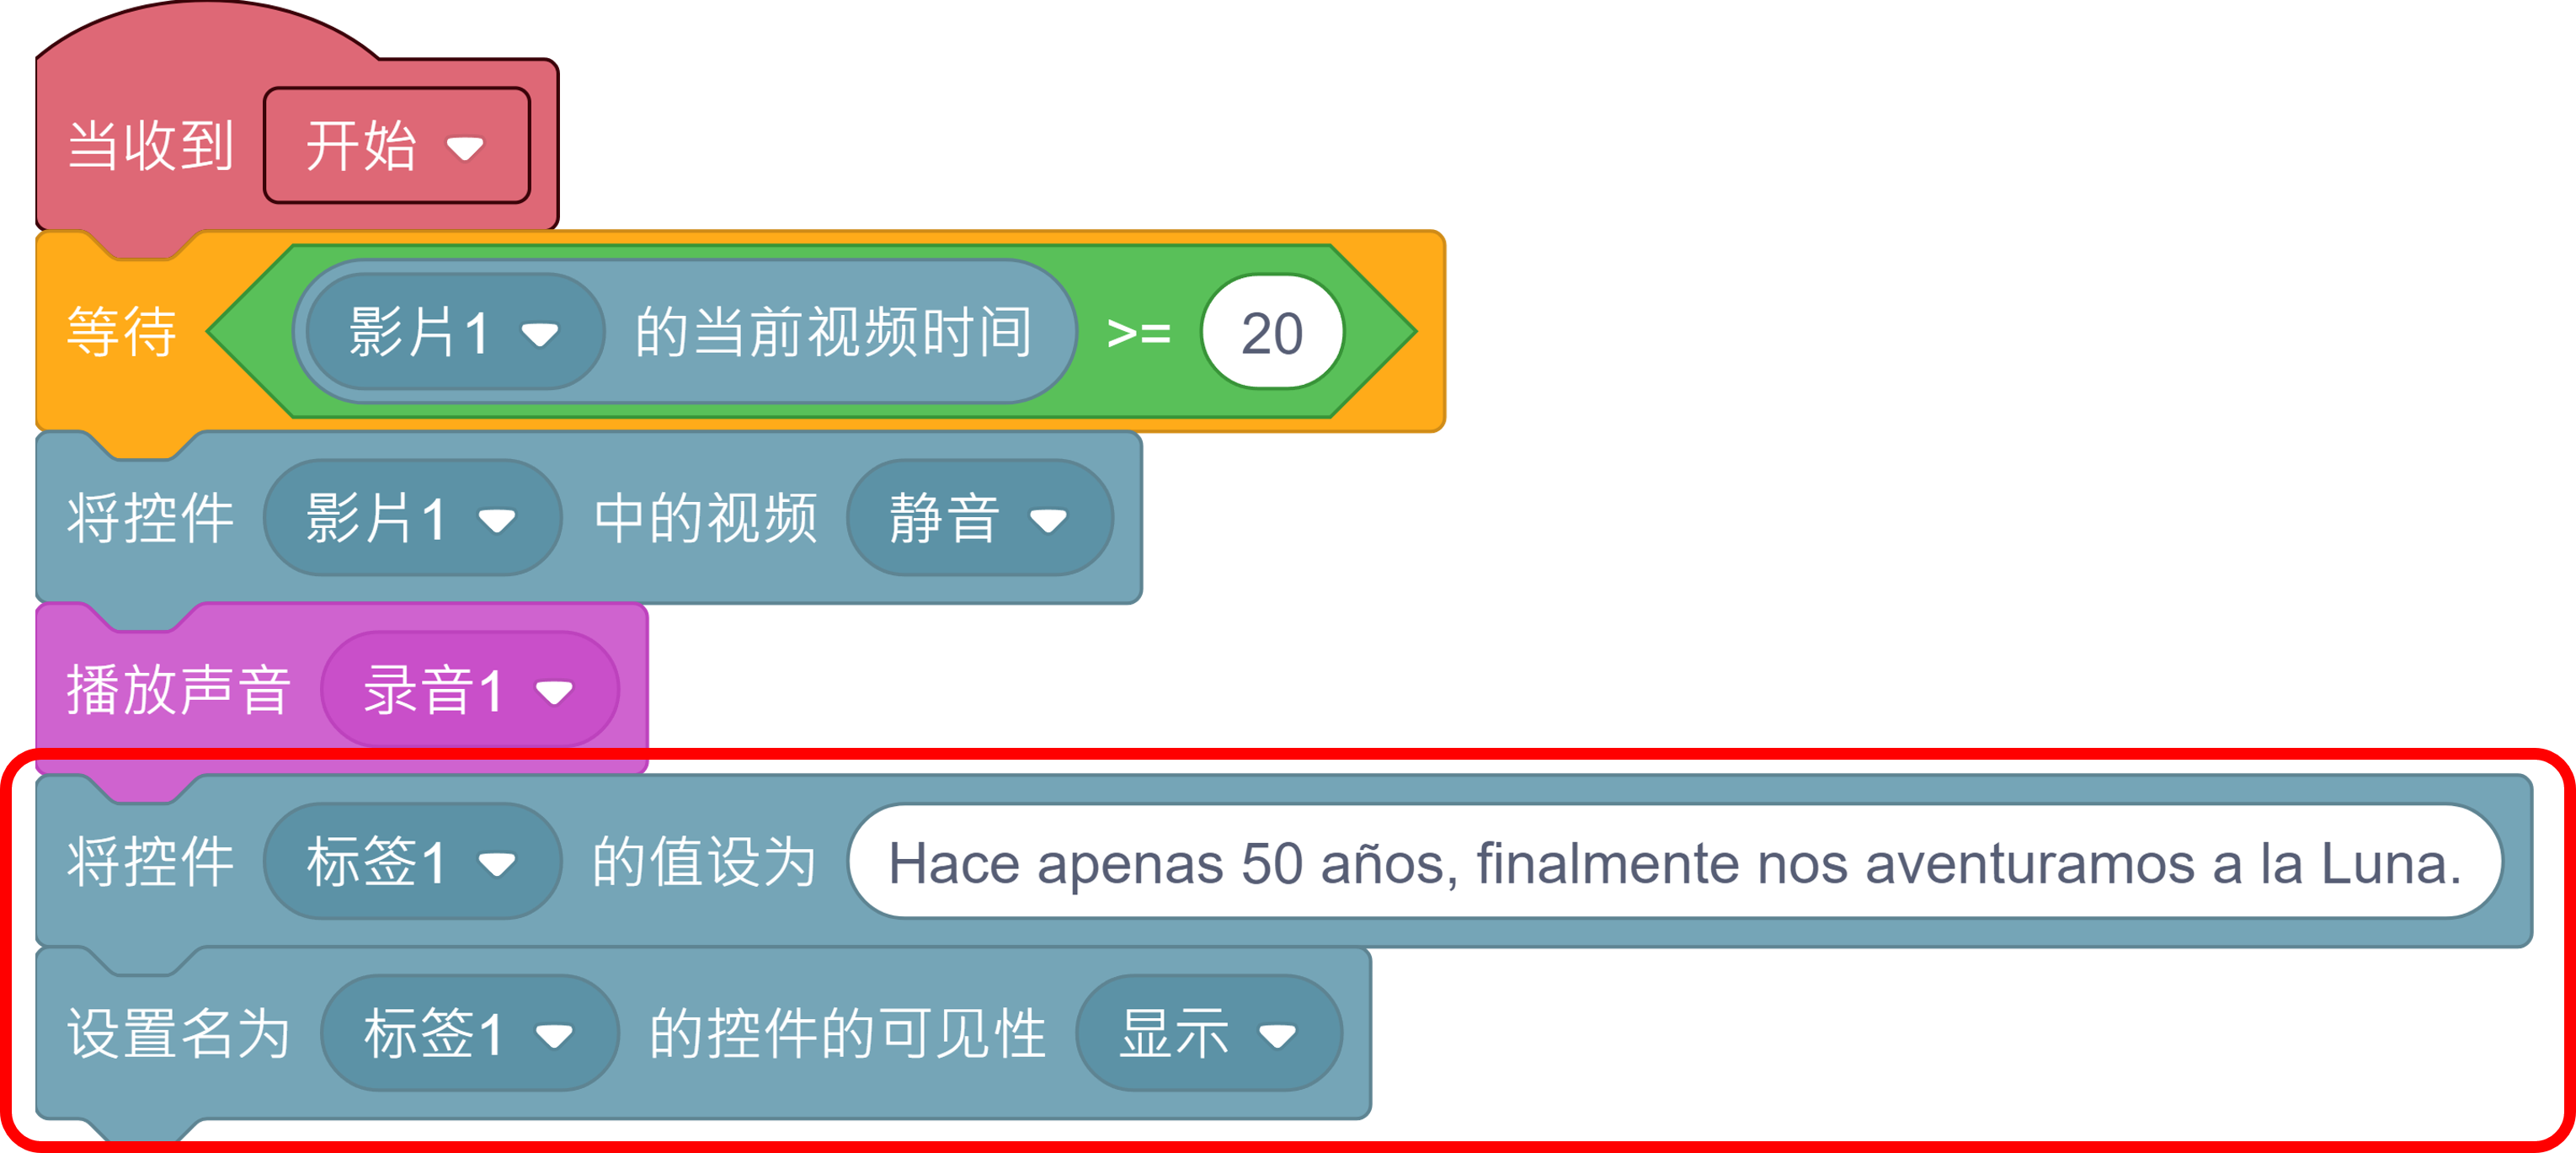 当收到 开始
等待 影片1 的当前视频时间 >= 20
将控件 影片1 中的视频 静音
播放声音 录音1
将控件 标签1 的值设为 Hace apenas 50 años, finalmente nos aventuramos a la Luna.
设置名为 标签1 的控件的可见性 显示